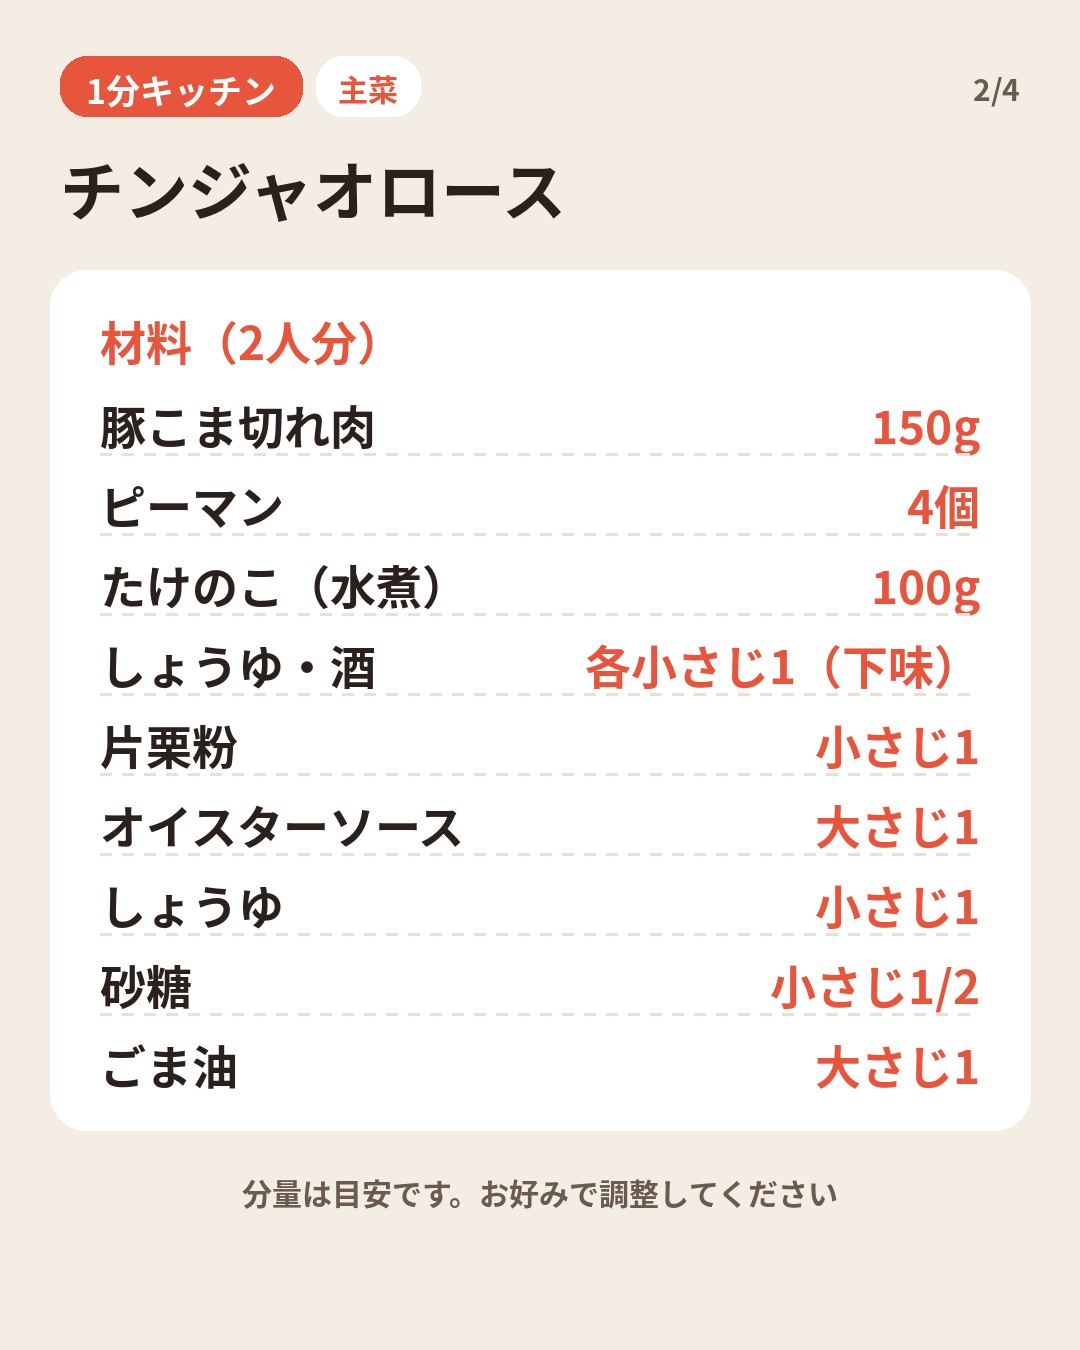 1分キッチン 主菜 2/4
チンジャオロース
材料（2人分）
豚こま切れ肉 150g
ピーマン 4個
たけのこ（水煮） 100g
しょうゆ・酒 各小さじ1（下味）
片栗粉 小さじ1
オイスターソース 大さじ1
しょうゆ 小さじ1
砂糖 小さじ1/2
ごま油 大さじ1
分量は目安です。お好みで調整してください